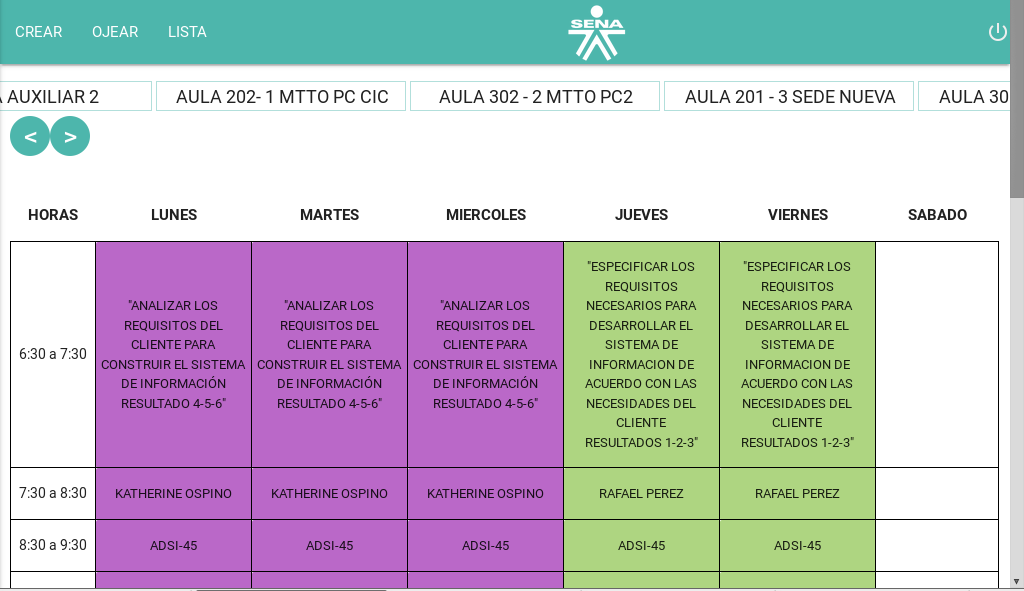 CREAR OJEAR LISTA SENA
AUXILIAR 2 AULA 202- 1 MTTO PC CIC AULA 302 - 2 MTTO PC2 AULA 201 - 3 SEDE NUEVA AULA 30
< >
HORAS LUNES MARTES MIERCOLES JUEVES VIERNES SABADO
6:30 a 7:30
"ANALIZAR LOS
REQUISITOS DEL
CLIENTE PARA
CONSTRUIR EL SISTEMA
DE INFORMACIÓN
RESULTADO 4-5-6"
"ANALIZAR LOS
REQUISITOS DEL
CLIENTE PARA
CONSTRUIR EL SISTEMA
DE INFORMACIÓN
RESULTADO 4-5-6"
"ANALIZAR LOS
REQUISITOS DEL
CLIENTE PARA
CONSTRUIR EL SISTEMA
DE INFORMACIÓN
RESULTADO 4-5-6"
"ESPECIFICAR LOS
REQUISITOS
NECESARIOS PARA
DESARROLLAR EL
SISTEMA DE
INFORMACION DE
ACUERDO CON LAS
NECESIDADES DEL
CLIENTE
RESULTADOS 1-2-3"
"ESPECIFICAR LOS
REQUISITOS
NECESARIOS PARA
DESARROLLAR EL
SISTEMA DE
INFORMACION DE
ACUERDO CON LAS
NECESIDADES DEL
CLIENTE
RESULTADOS 1-2-3"
7:30 a 8:30 KATHERINE OSPINO KATHERINE OSPINO KATHERINE OSPINO RAFAEL PEREZ RAFAEL PEREZ
8:30 a 9:30 ADSI-45 ADSI-45 ADSI-45 ADSI-45 ADSI-45